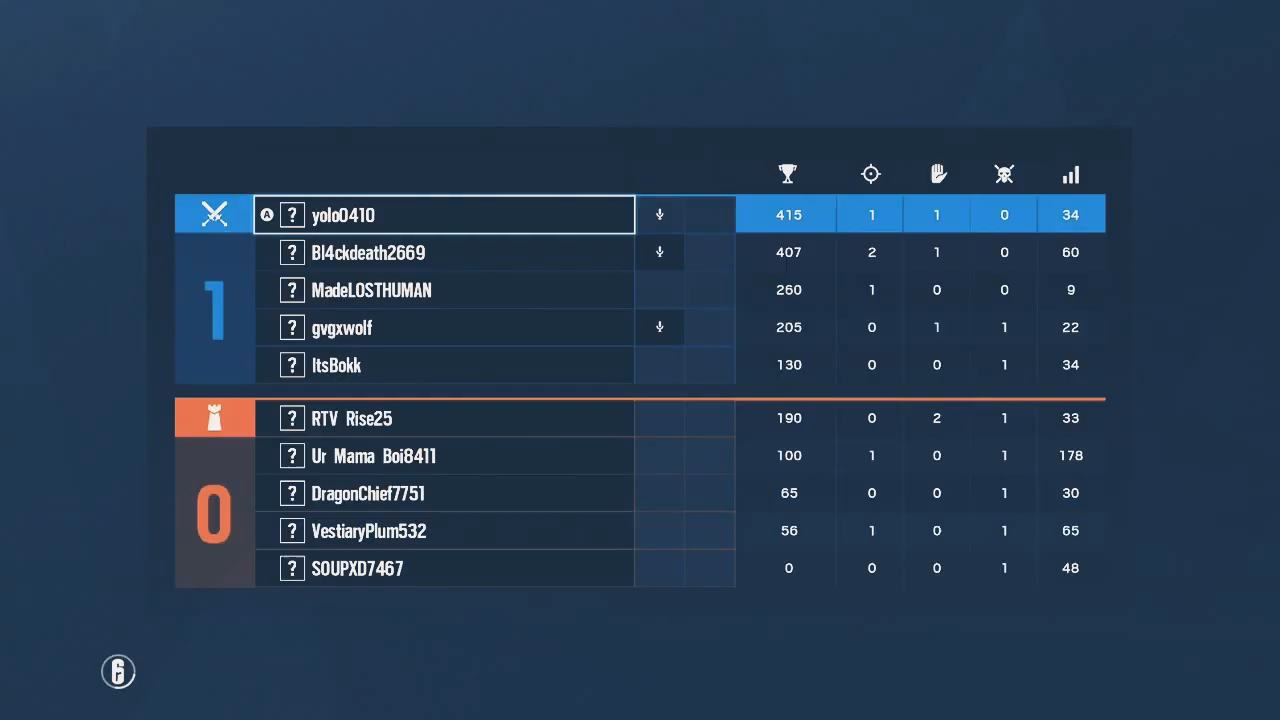 A ? yolo0410 415 1 1 0 34
? Bl4ckdeath2669 407 2 1 0 60
1 ? MadeLOSTHUMAN 260 1 0 0 9
? gvgxwolf 205 0 1 1 22
? ItsBokk 130 0 0 1 34
? RTV Rise25 190 0 2 1 33
? Ur Mama Boi8411 100 1 0 1 178
? DragonChief7751 65 0 0 1 30
0 ? VestiaryPlum532 56 1 0 1 65
? SOUPXD7467 0 0 0 1 48
6